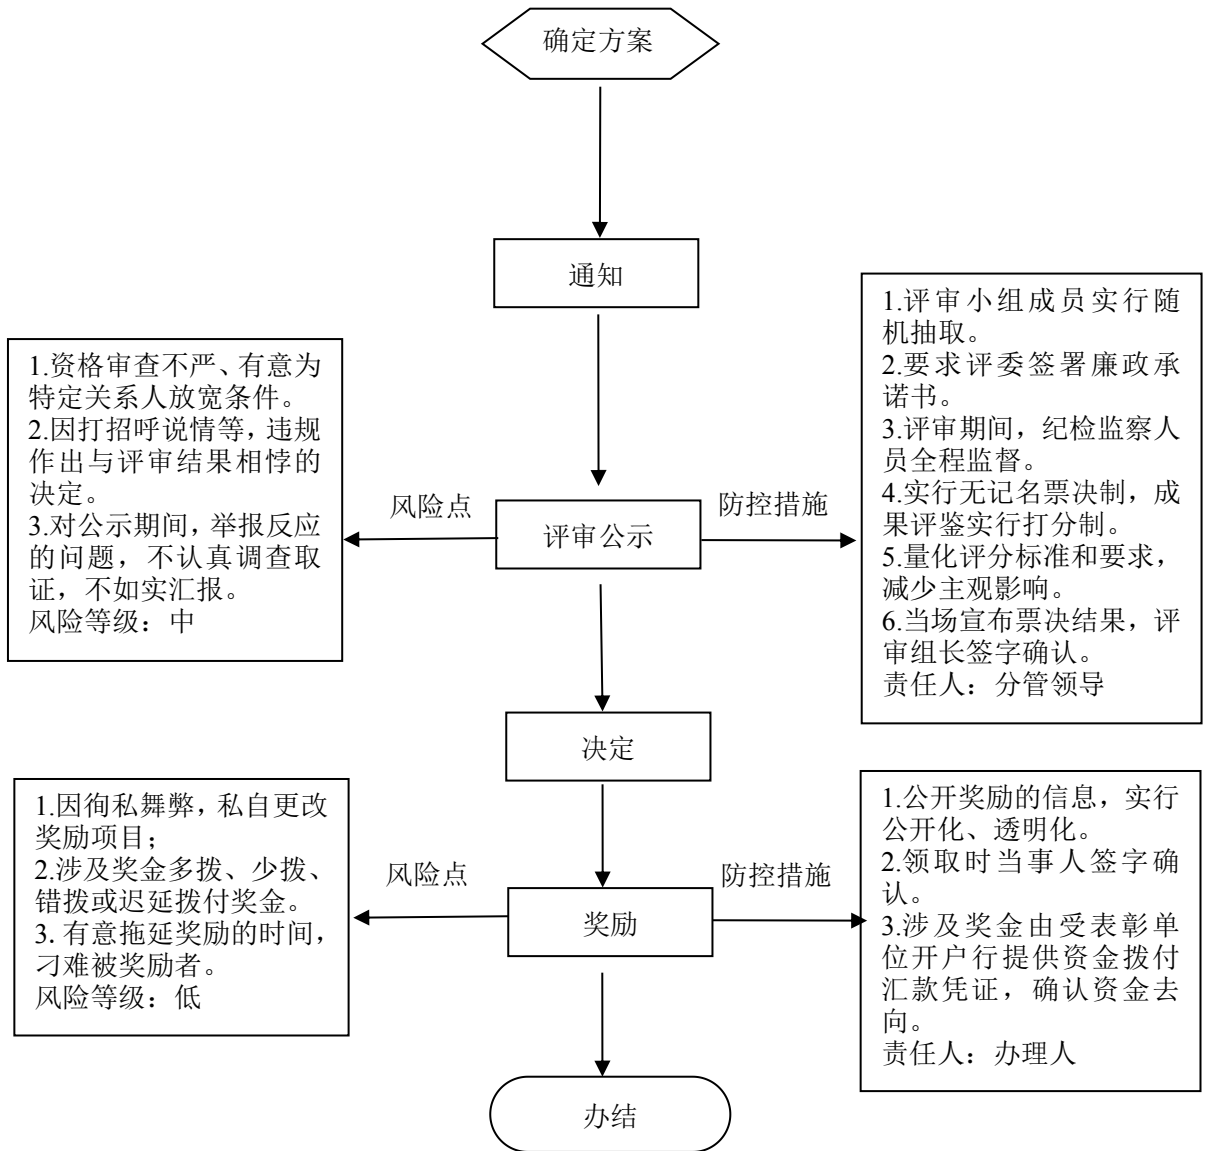 确定方案
通知
1.资格审查不严、有意为
特定关系人放宽条件。
2.因打招呼说情等，违规
作出与评审结果相悖的
决定。
3.对公示期间，举报反应
的问题，不认真调查取
证，不如实汇报。
风险等级：中
风险点
评审公示
防控措施
1.评审小组成员实行随
机抽取。
2.要求评委签署廉政承
诺书。
3.评审期间，纪检监察人
员全程监督。
4.实行无记名票决制，成
果评鉴实行打分制。
5.量化评分标准和要求，
减少主观影响。
6.当场宣布票决结果，评
审组长签字确认。
责任人：分管领导
决定
1.因徇私舞弊，私自更改
奖励项目；
2.涉及奖金多拨、少拨、
错拨或迟延拨付奖金。
3. 有意拖延奖励的时间，
刁难被奖励者。
风险等级：低
风险点
奖励
防控措施
1.公开奖励的信息，实行
公开化、透明化。
2.领取时当事人签字确
认。
3.涉及奖金由受表彰单
位开户行提供资金拨付
汇款凭证，确认资金去
向。
责任人：办理人
办结